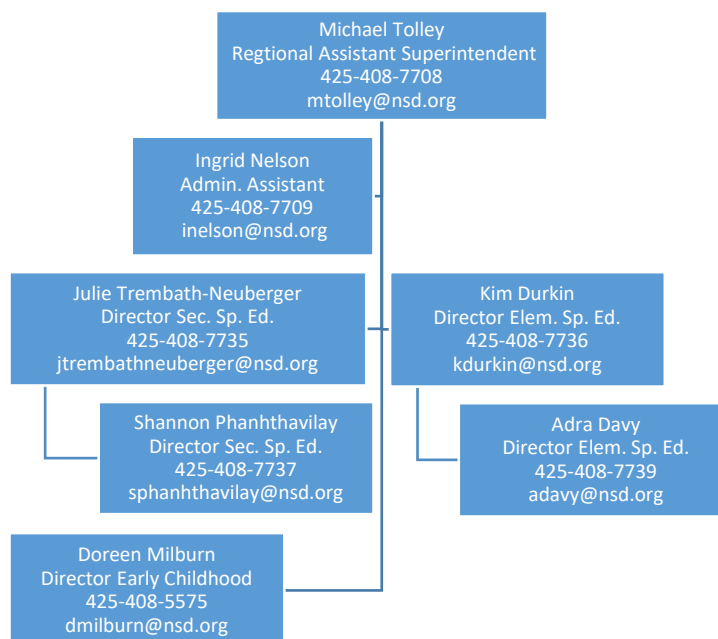 Michael Tolley
Regtional Assistant Superintendent
425-408-7708
mtolley@nsd.org
Ingrid Nelson
Admin. Assistant
425-408-7709
inelson@nsd.org
Julie Trembath-Neuberger
Director Sec. Sp. Ed.
425-408-7735
jtrembathneuberger@nsd.org
Kim Durkin
Director Elem. Sp. Ed.
425-408-7736
kdurkin@nsd.org
Shannon Phanhthavilay
Director Sec. Sp. Ed.
425-408-7737
sphanhthavilay@nsd.org
Adra Davy
Director Elem. Sp. Ed.
425-408-7739
adavy@nsd.org
Doreen Milburn
Director Early Childhood
425-408-5575
dmilburn@nsd.org